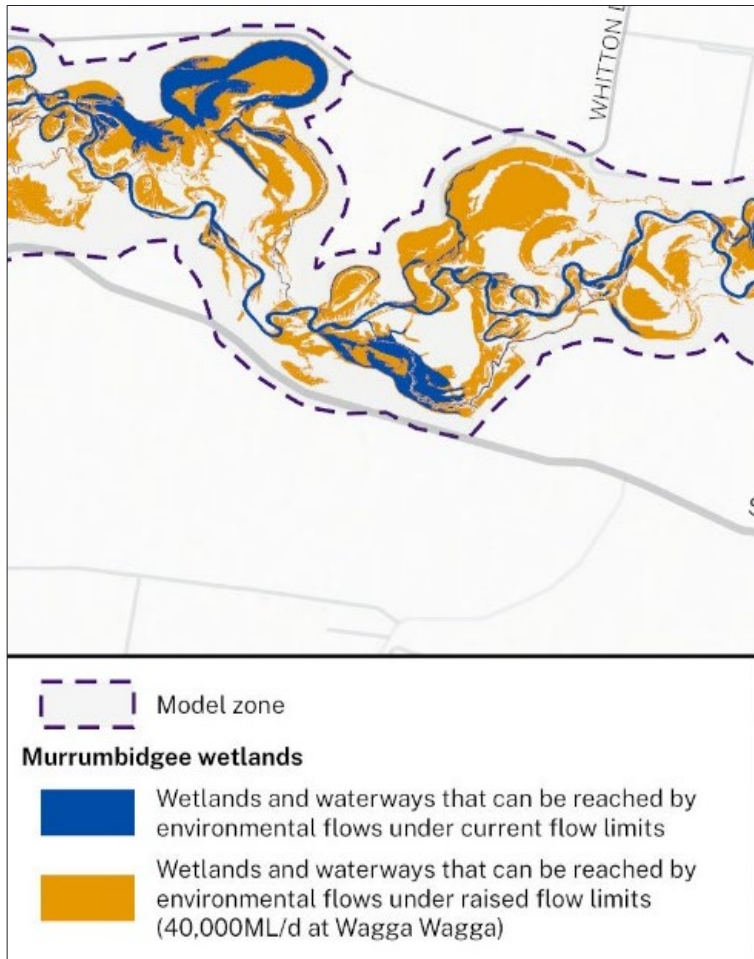 WHITTON
S
Model zone
Murrumbidgee wetlands
Wetlands and waterways that can be reached by
environmental flows under current flow limits
Wetlands and waterways that can be reached by
environmental flows under raised flow limits
(40,000ML/d at Wagga Wagga)